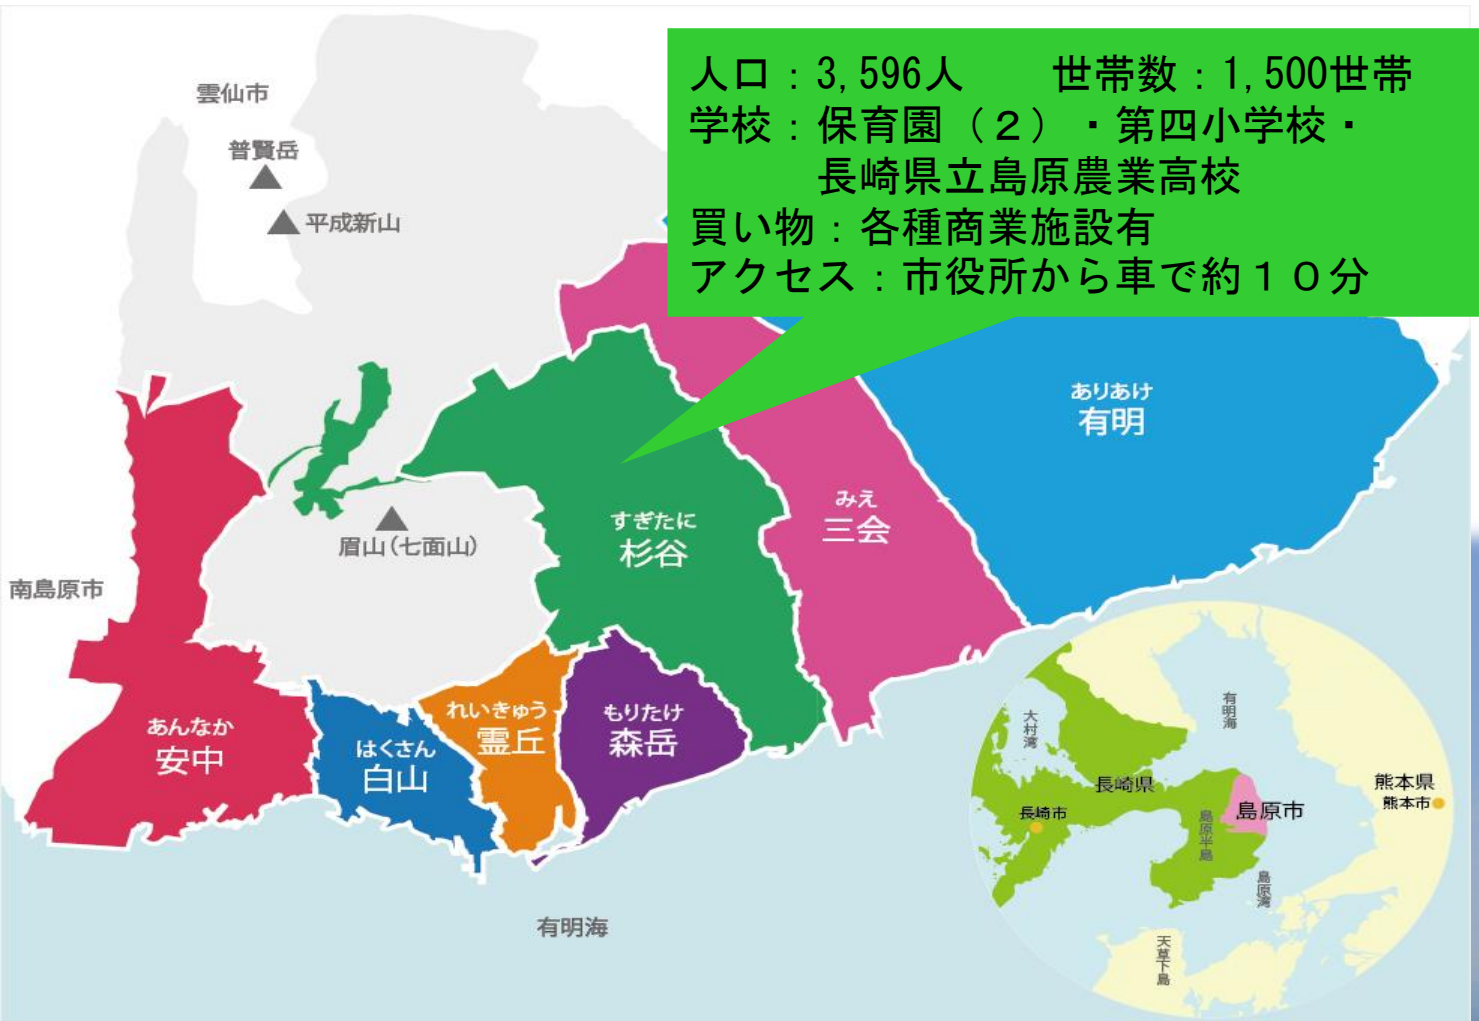 人口：3,596人　　世帯数：1,500世帯
学校：保育園（２）・第四小学校・
長崎県立島原農業高校
買い物：各種商業施設有
アクセス：市役所から車で約１０分
雲仙市
普賢岳
平成新山
ありあけ
有明
みえ
三会
すぎたに
杉谷
眉山(七面山)
南島原市
あんなか
安中
はくさん
白山
れいきゅう
霊丘
もりたけ
森岳
有明海
大村湾
有明海
長崎県
長崎市
島原市
島原半島
熊本県
熊本市
島原湾
天草下島